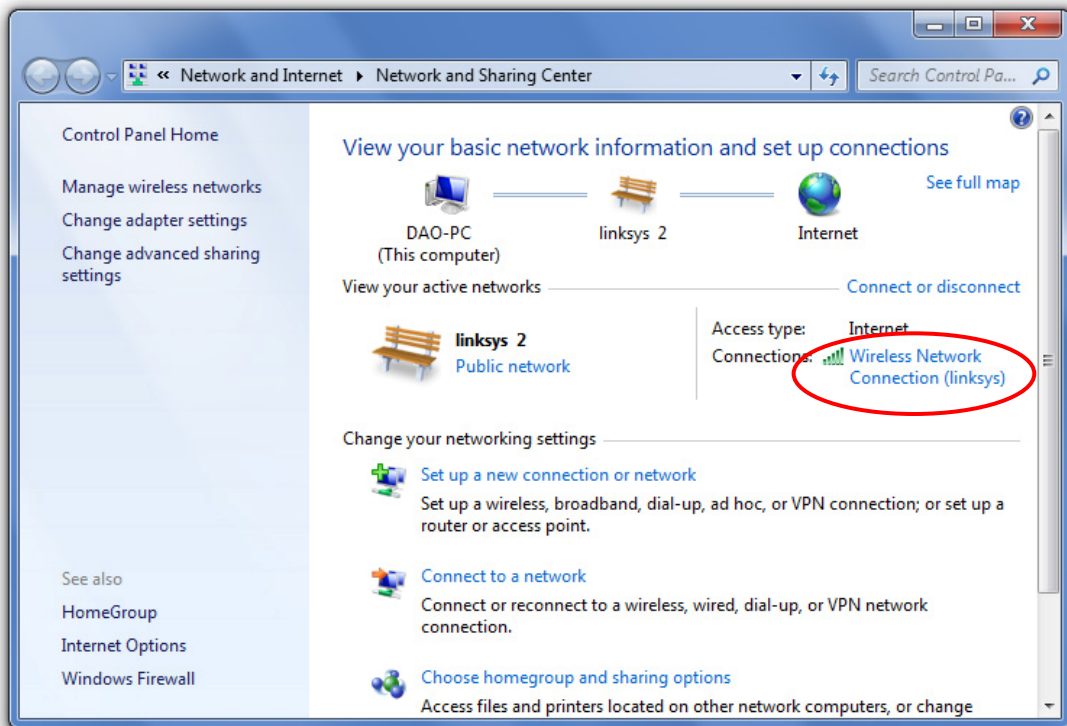 « Network and Internet ▸ Network and Sharing Center
Search Control Pa...
Control Panel Home
Manage wireless networks
Change adapter settings
Change advanced sharing
settings
See also
HomeGroup
Internet Options
Windows Firewall
View your basic network information and set up connections
See full map
DAO-PC
(This computer)
linksys 2
Internet
View your active networks
Connect or disconnect
linksys 2
Public network
Access type: Internet
Connections: Wireless Network
Connection (linksys)
Change your networking settings
Set up a new connection or network
Set up a wireless, broadband, dial-up, ad hoc, or VPN connection; or set up a
router or access point.
Connect to a network
Connect or reconnect to a wireless, wired, dial-up, or VPN network
connection.
Choose homegroup and sharing options
Access files and printers located on other network computers, or change